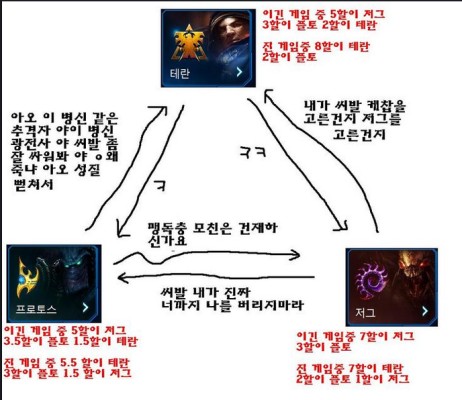 이긴 게임 중 5할이 저그
3할이 플토 2할이 테란
전 게임중 8할이 테란
2할이 플토
테란
아오 이 병신 같은
추격자 야이 병신
광전사 야 씨발 좀
잘 싸워봐 야 ㅇ왜
죽냐 아오 성질
뻗쳐서
내가 씨발 케찹을
고른건지 저그를
고른건지
ㅋㅋ
ㅋ
맹독충 모친은 건제하
신가요
프로토스
씨발 내가 진짜
너까지 나를 버리지마라
저그
이긴 게임 중 5할이 저그
3.5할이 플토 1.5할이 테란
전 게임중 5.5 할이 테란
3할이 플토 1.5 할이 저그
이긴 게임중 7할이 저그
3할이 플토
전 게임중 7할이 테란
2할이 플토 1할이 저그